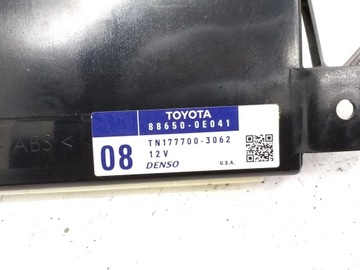 TOYOTA
88650-0E041
08
TN177700-3062
12V
DENSO
U.S.A.
ABS <